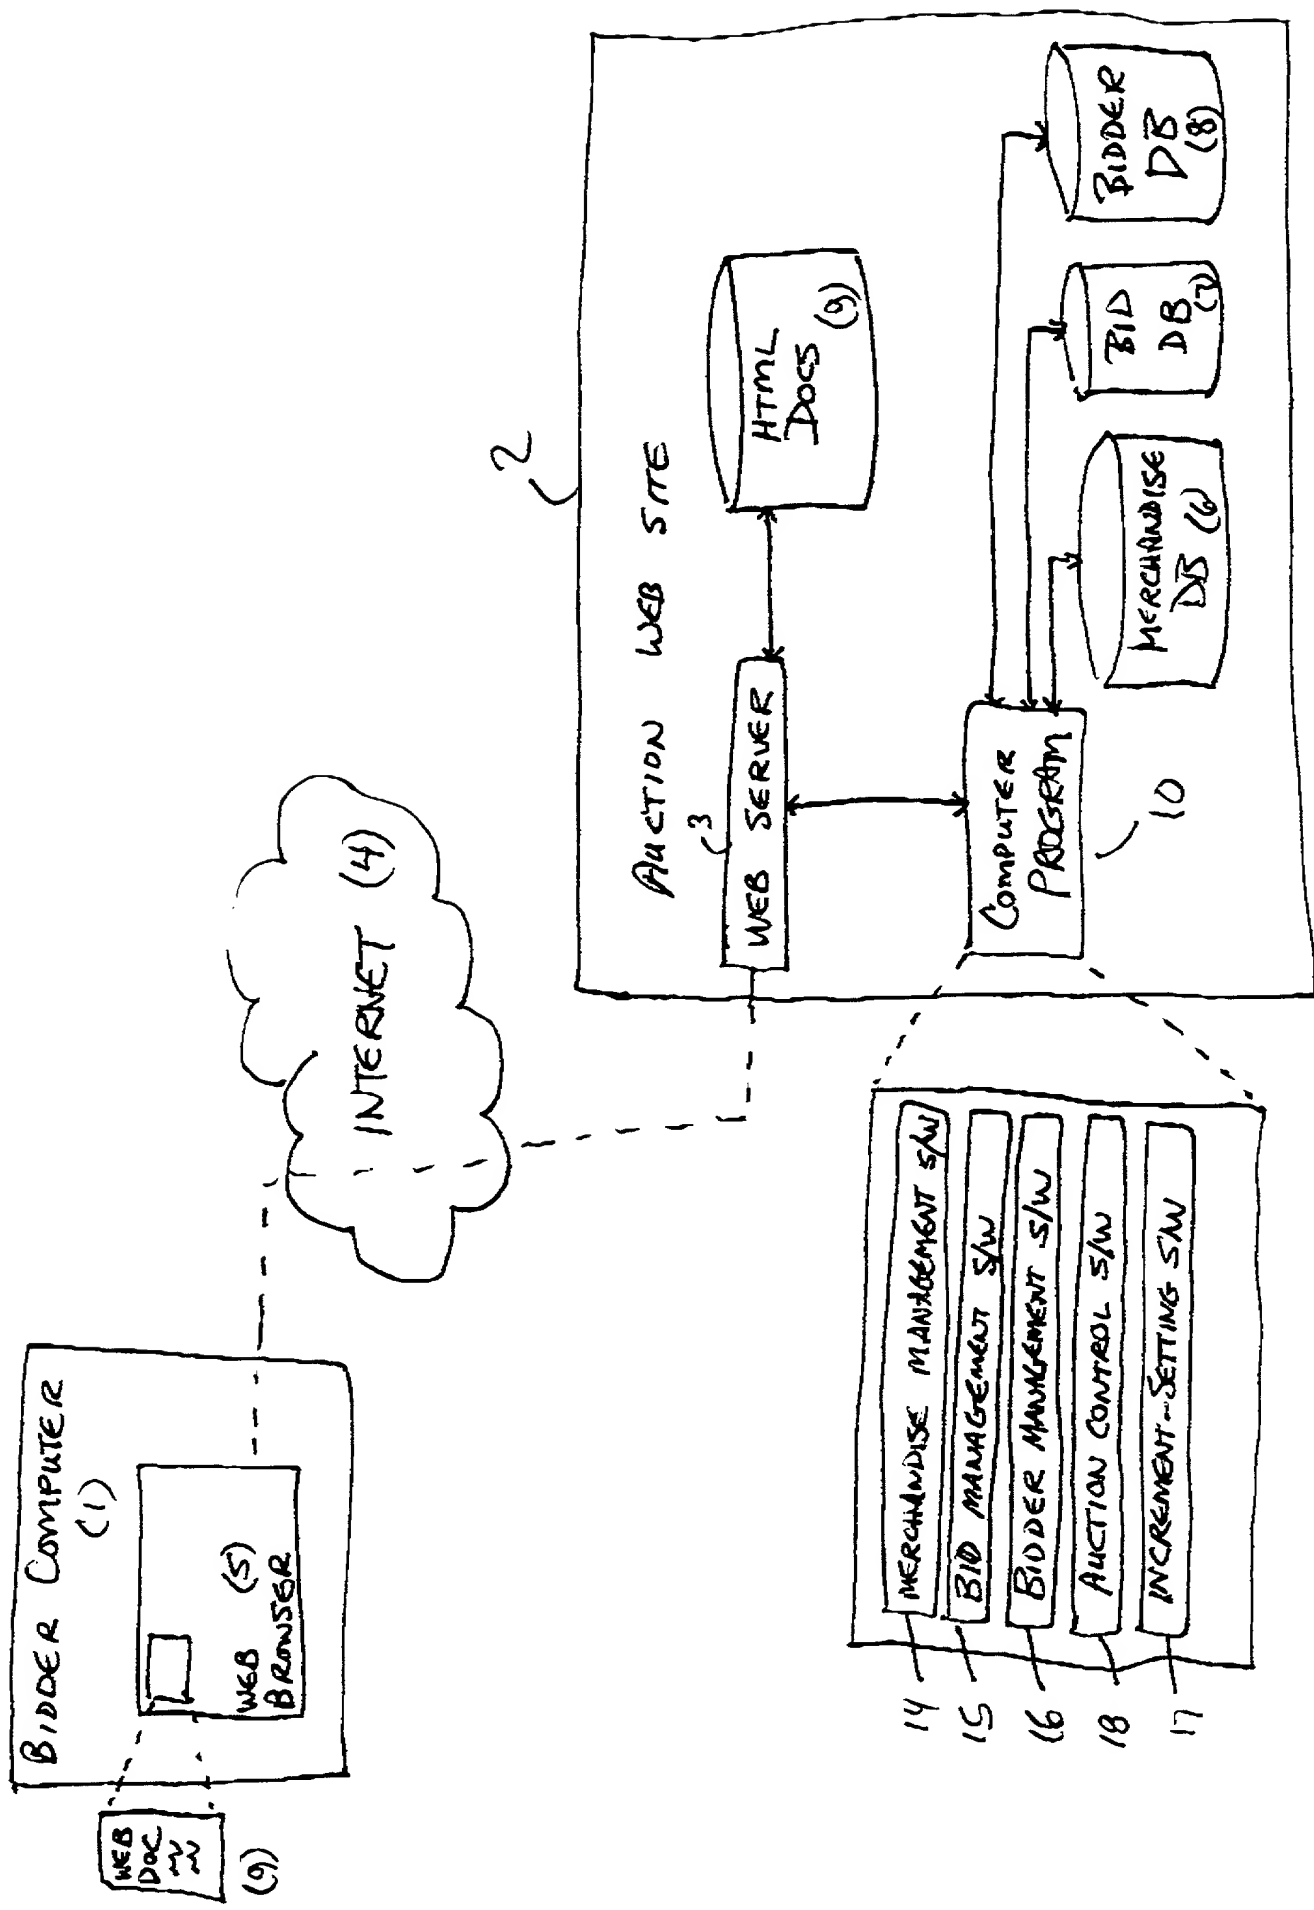 BIDDER COMPUTER
(1)
WEB
DOC
(9)
(5)
WEB
BROWSER
INTERNET (4)
2
AUCTION WEB SITE
3
WEB SERVER
HTML
DOCS
(9)
COMPUTER
PROGRAM
10
MERCHANDISE
DB (6)
BID
DB
(7)
BIDDER
DB
(8)
14 MERCHANDISE MANAGEMENT S/W
15 BID MANAGEMENT S/W
16 BIDDER MANAGEMENT S/W
18 AUCTION CONTROL S/W
17 INCREMENT-SETTING S/W